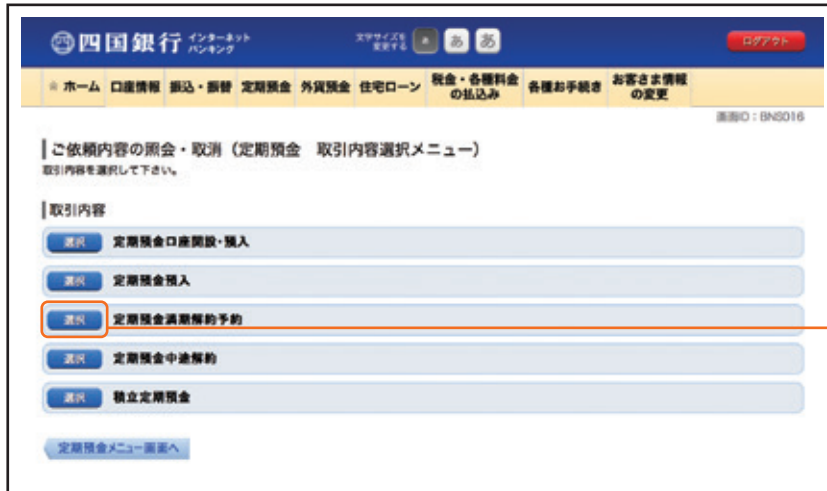 四国銀行 インターネット
バンキング
文字サイズを
変更する
あ あ あ
ログアウト
ホーム 口座情報 振込・振替 定期預金 外貨預金 住宅ローン 税金・各種料金
の払込み 各種お手続き お客さま情報
の変更
画面ID：BNS016
ご依頼内容の照会・取消（定期預金　取引内容選択メニュー）
取引内容を選択して下さい。
取引内容
選択 定期預金口座開設・預入
選択 定期預金預入
選択 定期預金満期解約予約
選択 定期預金中途解約
選択 積立定期預金
定期預金メニュー画面へ